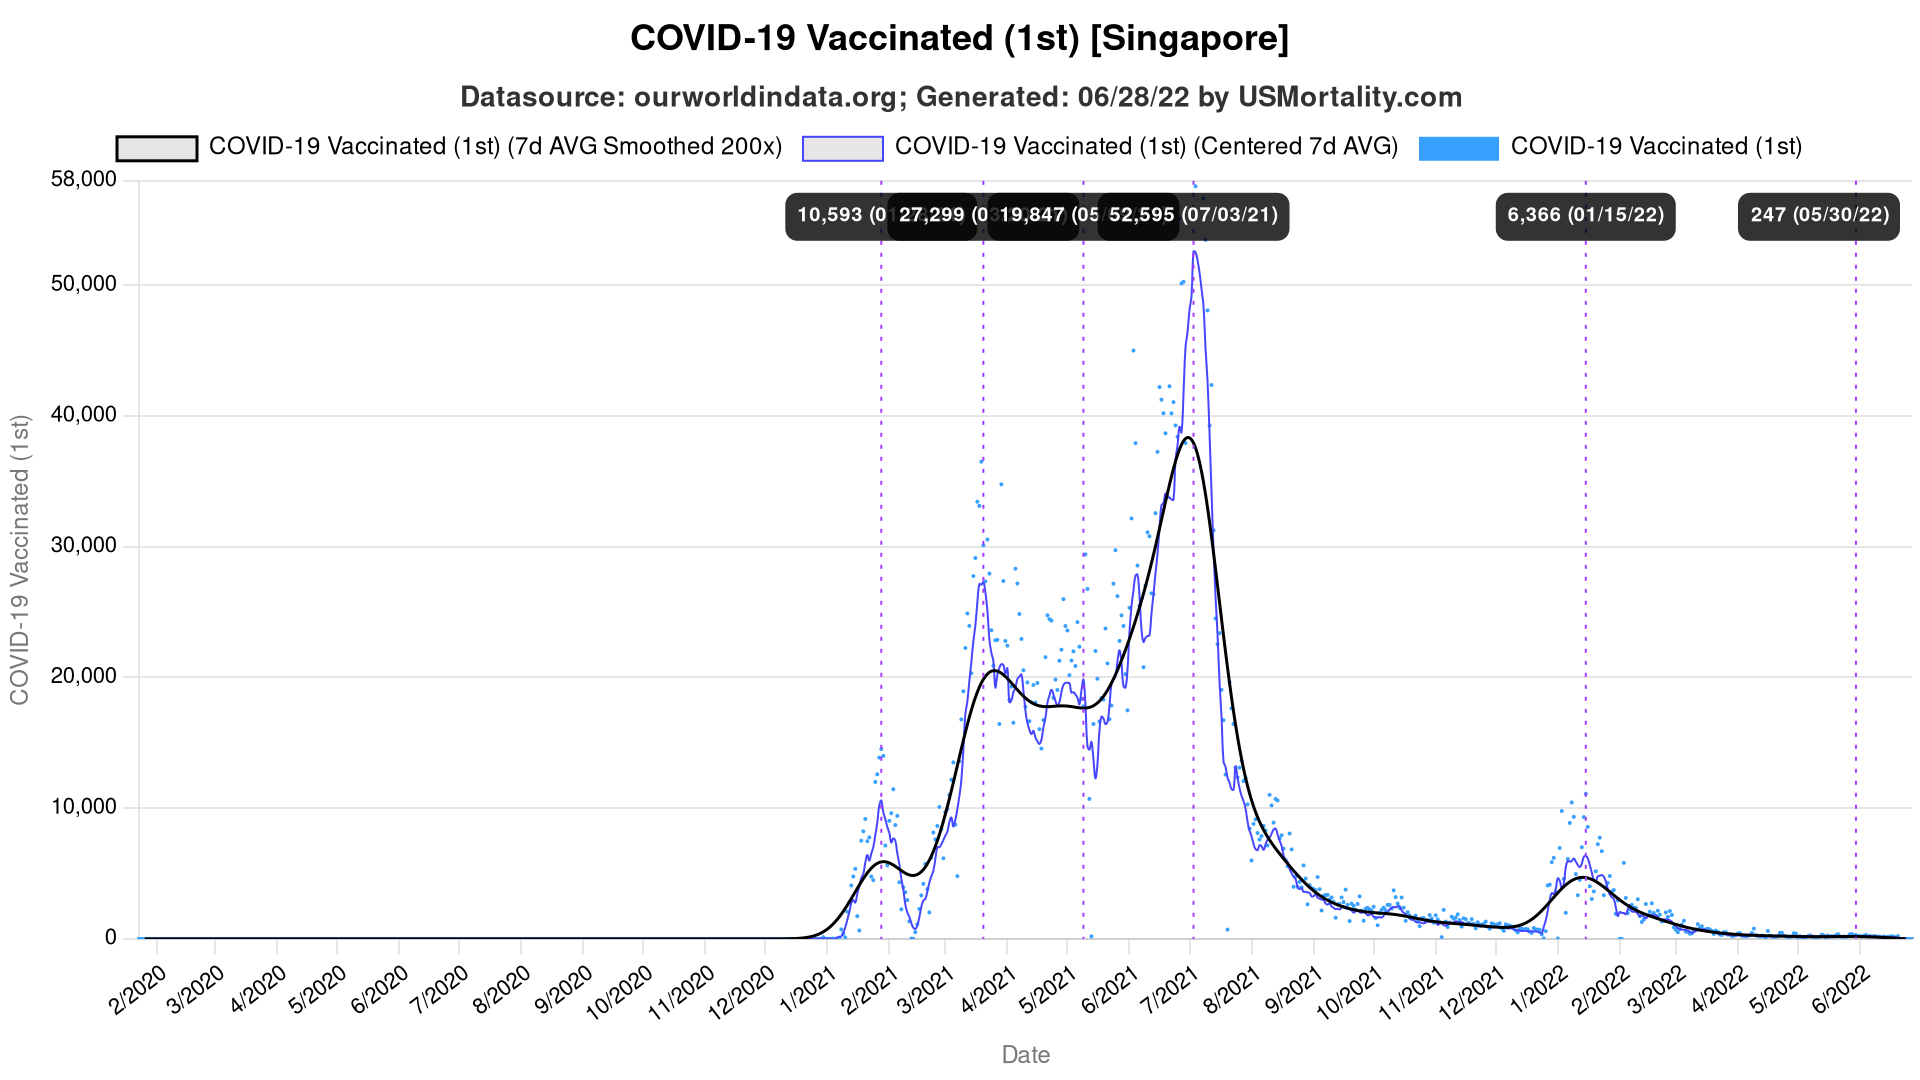 COVID-19 Vaccinated (1st) [Singapore]
Datasource: ourworldindata.org; Generated: 06/28/22 by USMortality.com
COVID-19 Vaccinated (1st) (7d AVG Smoothed 200x) COVID-19 Vaccinated (1st) (Centered 7d AVG) COVID-19 Vaccinated (1st)
58,000
10,593 27,299 19,847 (05 52,595 (07/03/21) 6,366 (01/15/22) 247 (05/30/22)
50,000
40,000
30,000
20,000
10,000
0
COVID-19 Vaccinated (1st)
2/2020 3/2020 4/2020 5/2020 6/2020 7/2020 8/2020 9/2020 10/2020 11/2020 12/2020 1/2021 2/2021 3/2021 4/2021 5/2021 6/2021 7/2021 8/2021 9/2021 10/2021 11/2021 12/2021 1/2022 2/2022 3/2022 4/2022 5/2022 6/2022
Date